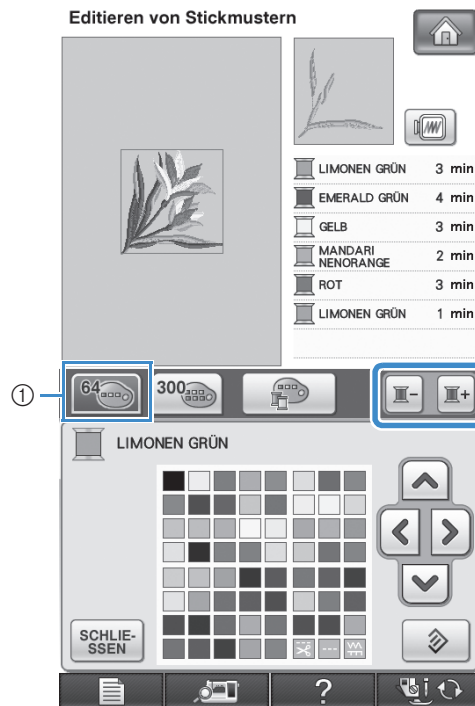 Editieren von Stickmustern
LIMONEN GRÜN 3 min
EMERALD GRÜN 4 min
GELB 3 min
MANDARI
NENORANGE 2 min
ROT 3 min
LIMONEN GRÜN 1 min
① 64 300 - +
LIMONEN GRÜN
SCHLIE-
SSEN
?